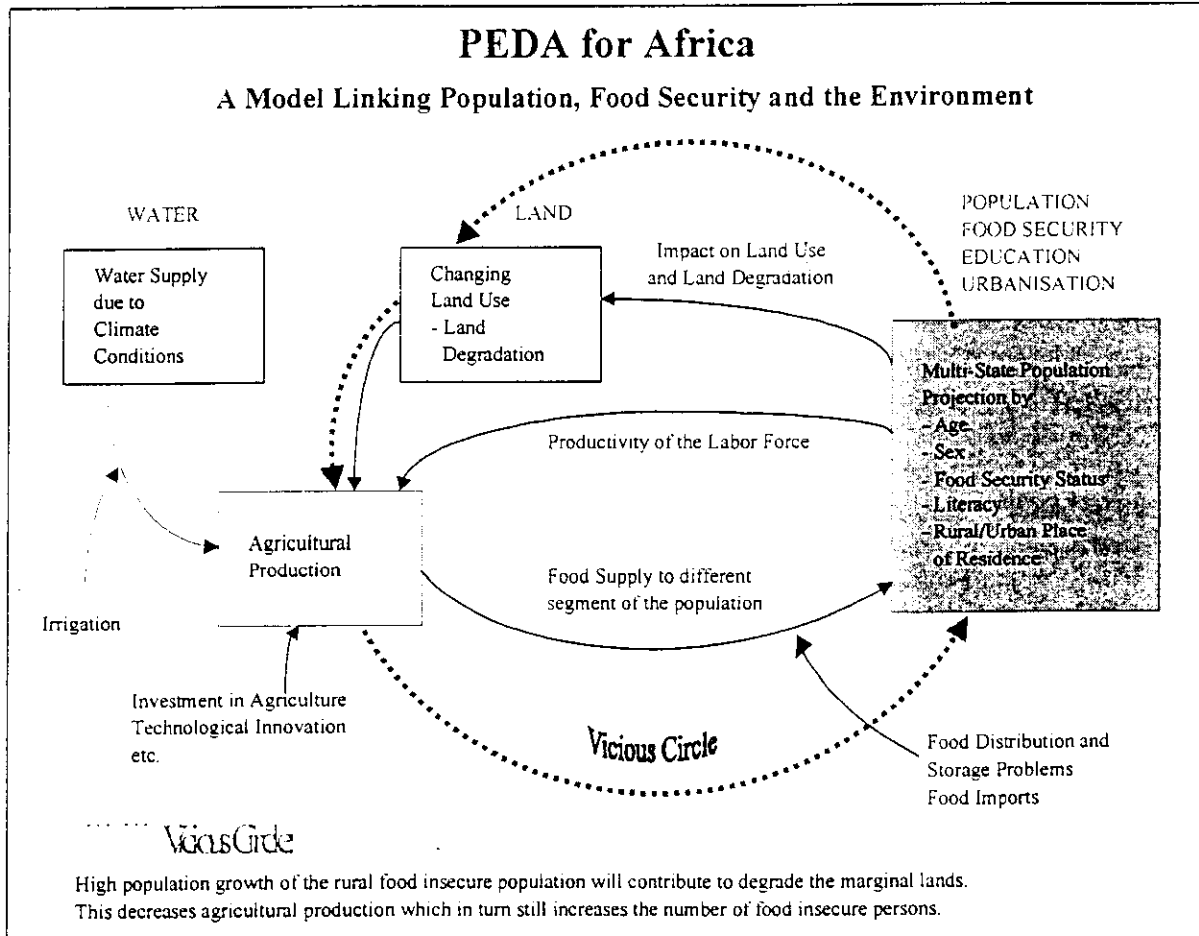 PEDA for Africa
A Model Linking Population, Food Security and the Environment
WATER
LAND
POPULATION
FOOD SECURITY
EDUCATION
URBANISATION
Water Supply
due to
Climate
Conditions
Changing
Land Use
- Land
Degradation
Impact on Land Use
and Land Degradation
Multi-State Population
Projection by
- Age
- Sex
- Food Security Status
- Literacy
- Rural/Urban Place
of Residence
Productivity of the Labor Force
Agricultural
Production
Food Supply to different
segment of the population
Irrigation
Investment in Agriculture
Technological Innovation
etc.
Vicious Circle
Food Distribution and
Storage Problems
Food Imports
Vicious Circle
High population growth of the rural food insecure population will contribute to degrade the marginal lands.
This decreases agricultural production which in turn still increases the number of food insecure persons.